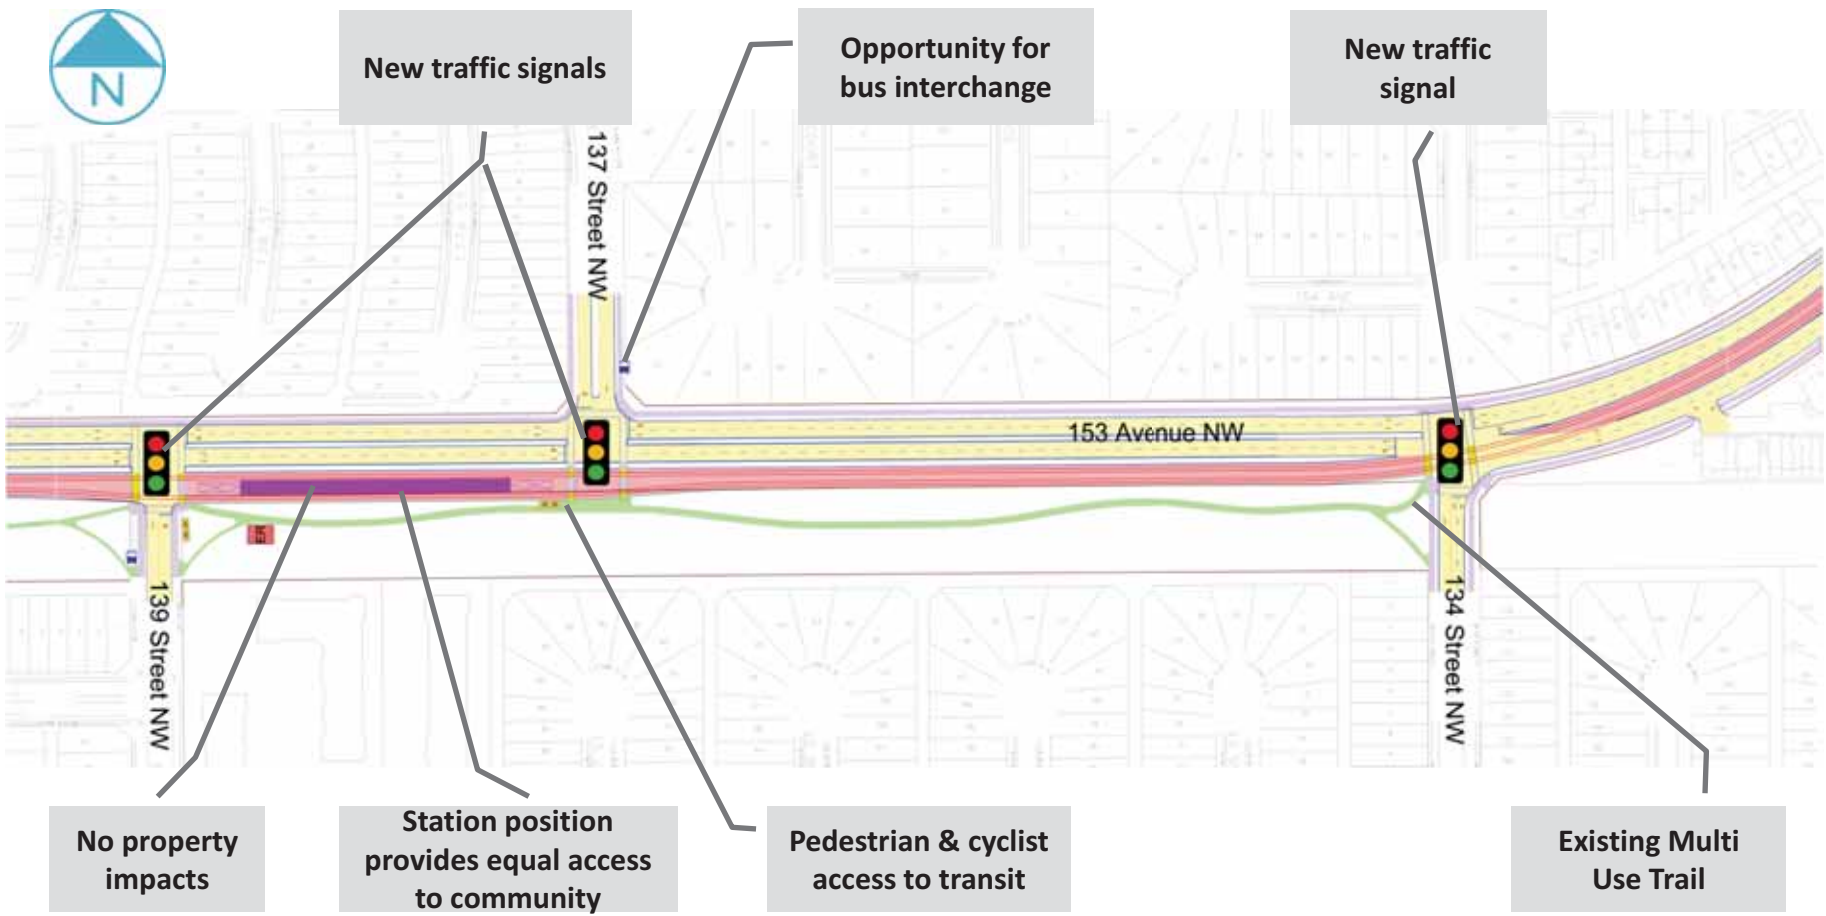 N
New traffic signals
Opportunity for
bus interchange
New traffic
signal
137 Street NW
153 Avenue NW
139 Street NW
134 Street NW
No property
impacts
Station position
provides equal access
to community
Pedestrian & cyclist
access to transit
Existing Multi
Use Trail